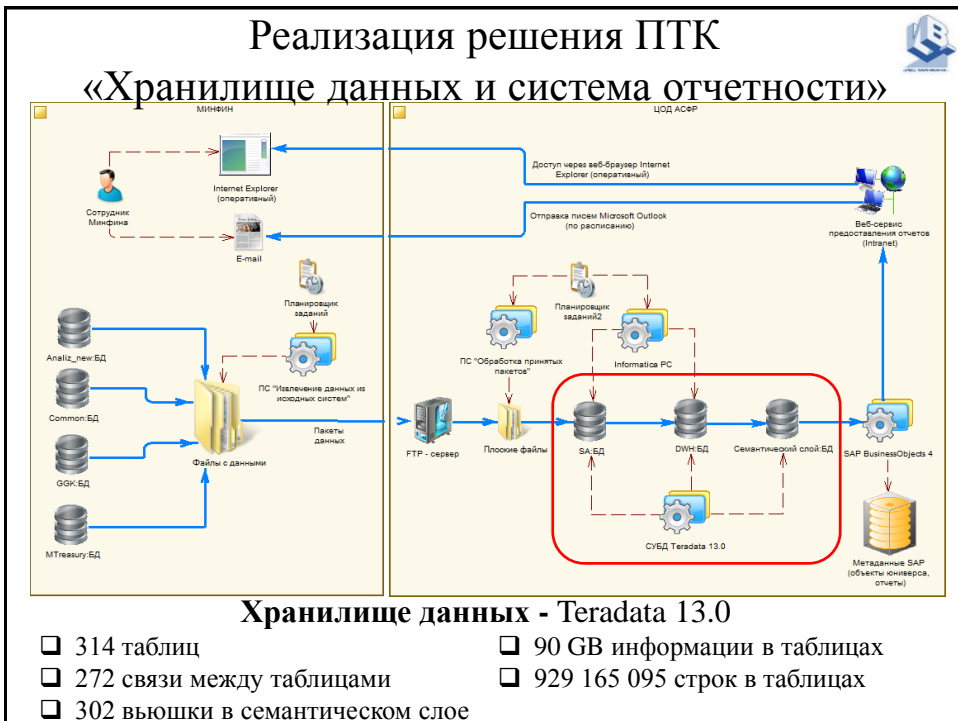 Реализация решения ПТК
«Хранилище данных и система отчетности»
МИНФИН
ЦОД АСФР
Сотрудник
Минфина
Internet Explorer
(оперативный)
E-mail
Доступ через веб-браузер Internet
Explorer (оперативный)
Отправка писем Microsoft Outlook
(по расписанию)
Веб-сервис
предоставления отчетов
(Intranet)
Планировщик
заданий
ПС "Извлечение данных из
исходных систем"
Планировщик
заданий2
ПС "Обработка принятых
пакетов"
Informatica PC
Analiz_new:БД
Common:БД
GGK:БД
MTreasury:БД
Файлы с данными
Пакеты
данных
FTP - сервер
Плоские файлы
SA:БД
DWH:БД
Семантический слой:БД
SAP BusinessObjects 4
СУБД Teradata 13.0
Метаданные SAP
(объекты юниверса,
отчеты)
Хранилище данных - Teradata 13.0
314 таблиц
272 связи между таблицами
302 вьюшки в семантическом слое
90 GB информации в таблицах
929 165 095 строк в таблицах